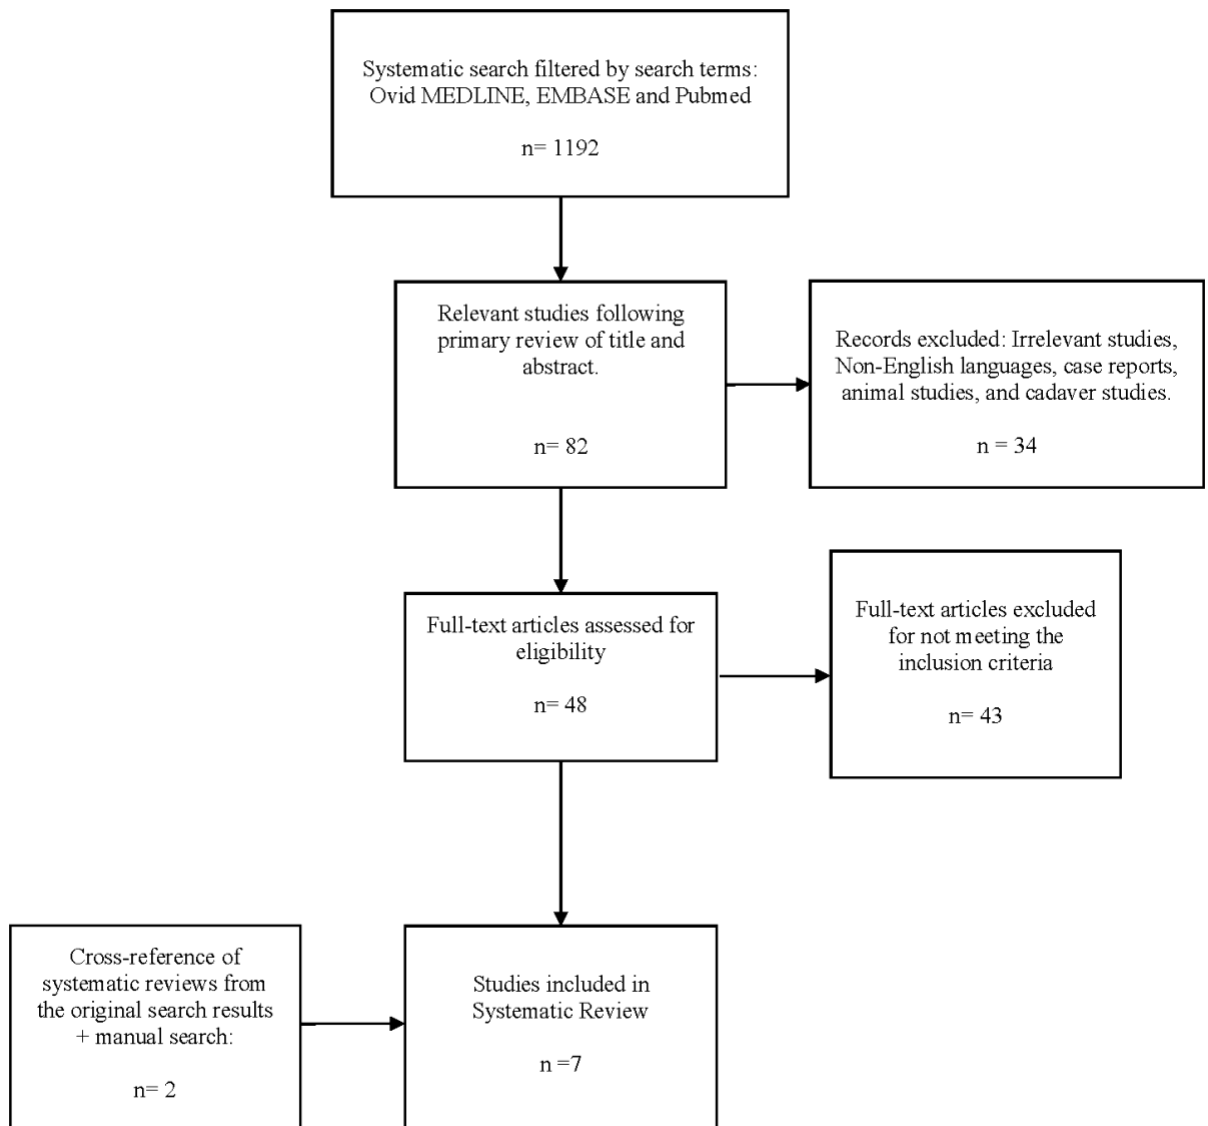 Systematic search filtered by search terms:
Ovid MEDLINE, EMBASE and Pubmed
n= 1192
Relevant studies following
primary review of title and
abstract.
n= 82
Records excluded: Irrelevant studies,
Non-English languages, case reports,
animal studies, and cadaver studies.
n = 34
Full-text articles assessed for
eligibility
n= 48
Full-text articles excluded
for not meeting the
inclusion criteria
n= 43
Cross-reference of
systematic reviews from
the original search results
+ manual search:
n= 2
Studies included in
Systematic Review
n =7